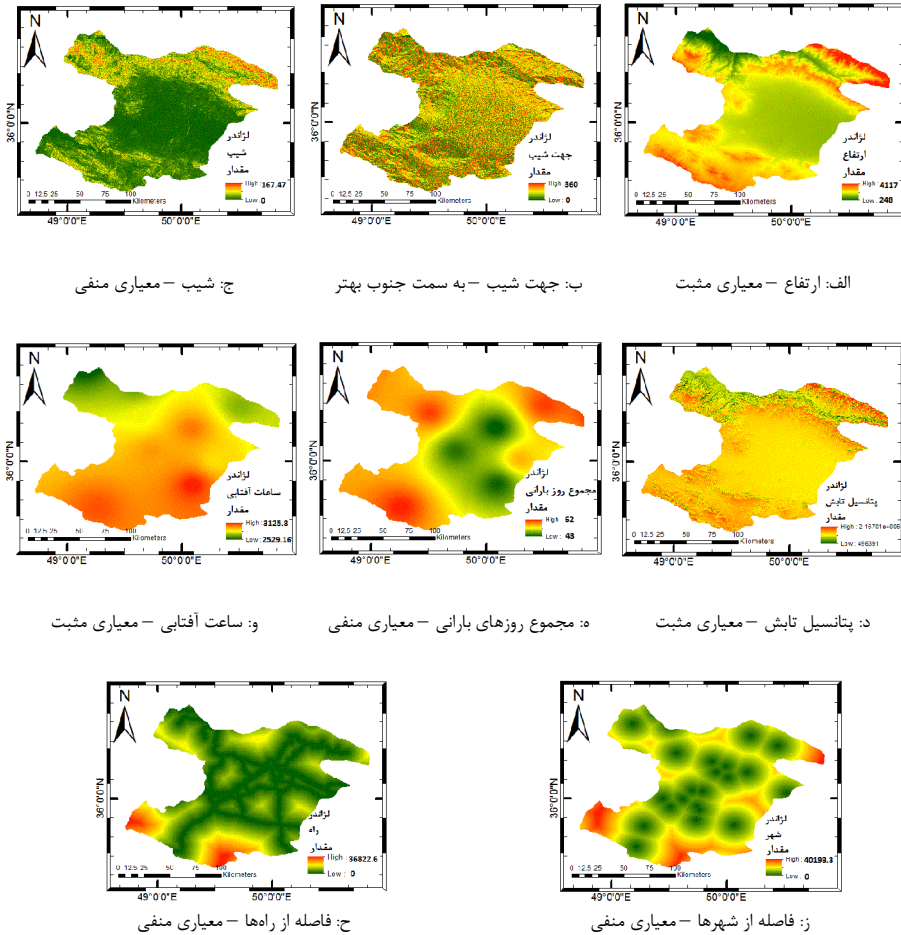 N
36°0'0"N
لژاندر
ارتفاع
مقدار
High : 4117
Low : 240
0 12.5 25 50 75 100
Kilometers
49°0'0"E 50°0'0"E
الف: ارتفاع – معیاری مثبت
N
36°0'0"N
لژاندر
جهت شیب
مقدار
High : 360
Low : 0
0 12.5 25 50 75 100
Kilometers
49°0'0"E 50°0'0"E
ب: جهت شیب – به سمت جنوب بهتر
N
36°0'0"N
لژاندر
شیب
مقدار
High : 167.47
Low : 0
0 12.5 25 50 75 100
Kilometers
49°0'0"E 50°0'0"E
ج: شیب – معیاری منفی
N
36°0'0"N
لژاندر
پتانسیل تابش
مقدار
High : 2.16701e+006
Low : 496391
0 12.5 25 50 75 100
Kilometers
49°0'0"E 50°0'0"E
د: پتانسیل تابش – معیاری مثبت
N
36°0'0"N
لژاندر
مجموع روز بارانی
مقدار
High : 52
Low : 43
0 12.5 25 50 75 100
Kilometers
49°0'0"E 50°0'0"E
ه: مجموع روزهای بارانی – معیاری منفی
N
36°0'0"N
لژاندر
ساعات آفتابی
مقدار
High : 3125.8
Low : 2529.16
0 12.5 25 50 75 100
Kilometers
49°0'0"E 50°0'0"E
و: ساعت آفتابی – معیاری مثبت
N
36°0'0"N
لژاندر
شهر
مقدار
High : 40193.3
Low : 0
0 12.5 25 50 75 100
Kilometers
49°0'0"E 50°0'0"E
ز: فاصله از شهرها – معیاری منفی
N
36°0'0"N
لژاندر
راه
مقدار
High : 36822.6
Low : 0
0 12.5 25 50 75 100
Kilometers
49°0'0"E 50°0'0"E
ح: فاصله از راه‌ها – معیاری منفی